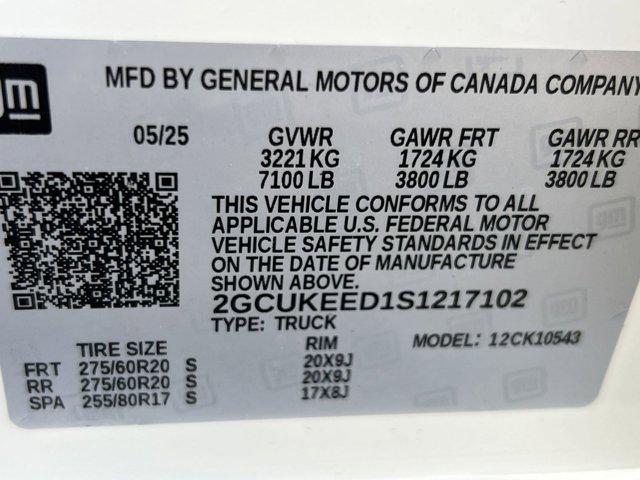 gm
MFD BY GENERAL MOTORS OF CANADA COMPANY
05/25 GVWR GAWR FRT GAWR RR
3221 KG 1724 KG 1724 KG
7100 LB 3800 LB 3800 LB
THIS VEHICLE CONFORMS TO ALL
APPLICABLE U.S. FEDERAL MOTOR
VEHICLE SAFETY STANDARDS IN EFFECT
ON THE DATE OF MANUFACTURE
SHOWN ABOVE.
2GCUKEED1S1217102
TYPE: TRUCK MODEL: 12CK10543
TIRE SIZE RIM
FRT 275/60R20 S 20X9J
RR 275/60R20 S 20X9J
SPA 255/80R17 S 17X8J